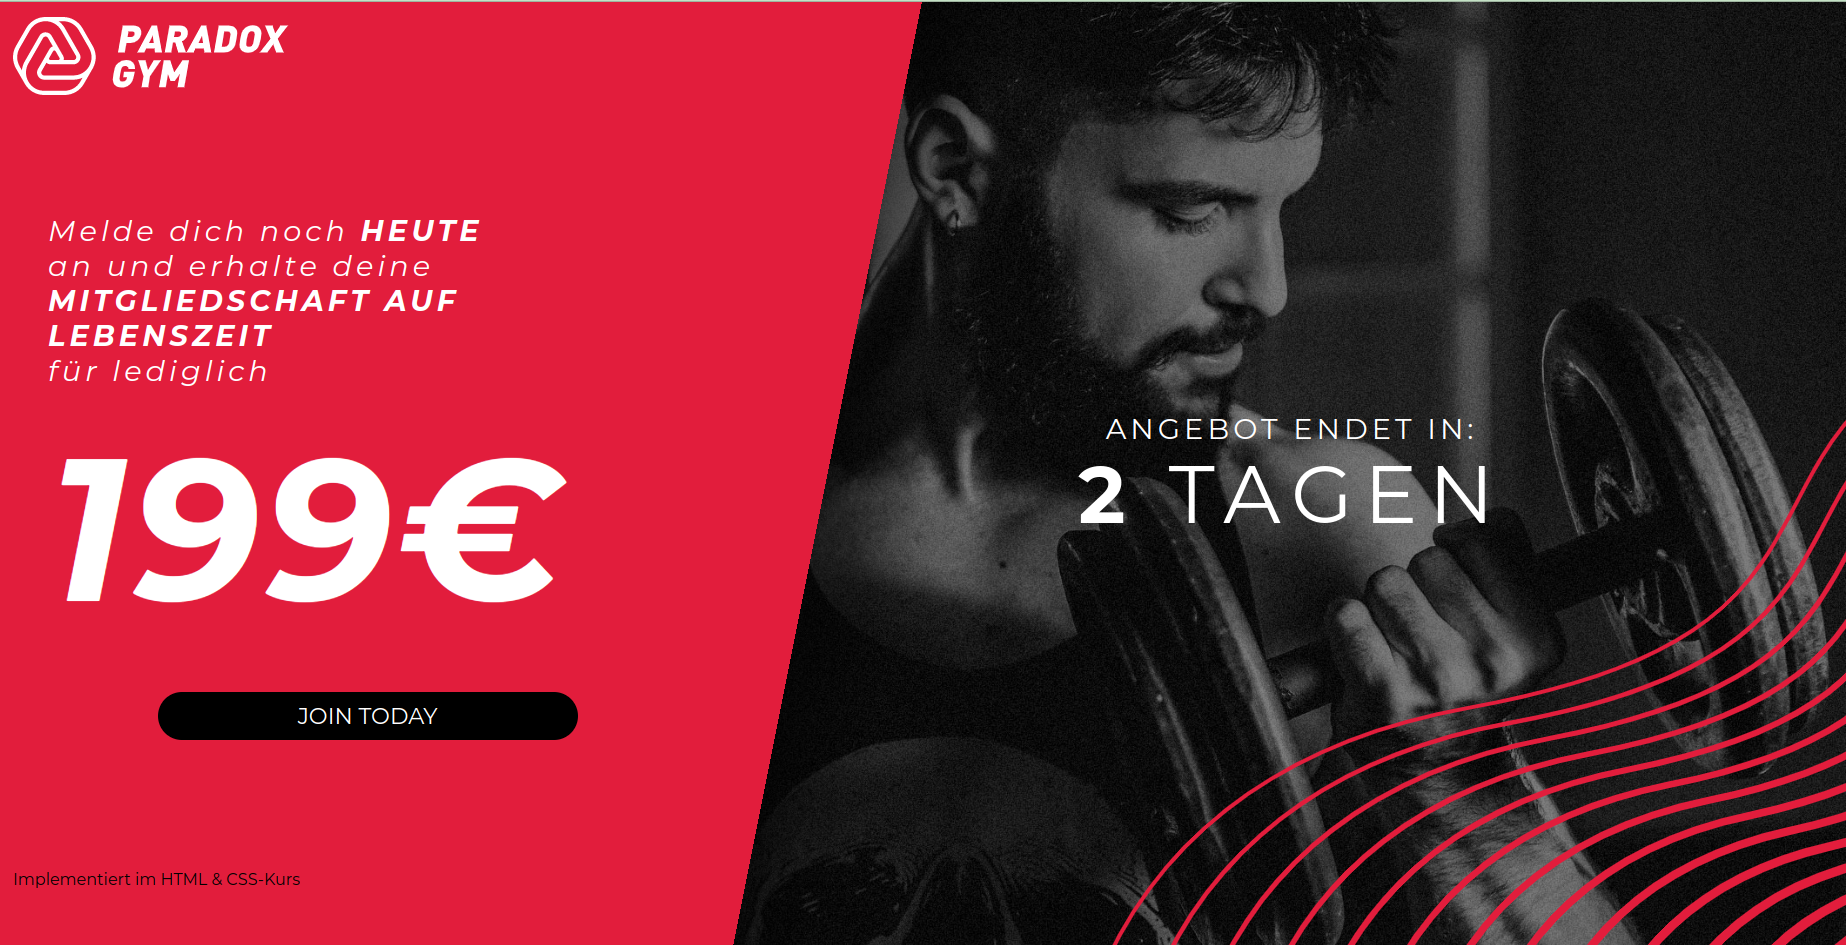 PARADOX
GYM
Melde dich noch HEUTE
an und erhalte deine
MITGLIEDSCHAFT AUF
LEBENSZEIT
für lediglich
199€
JOIN TODAY
Implementiert im HTML & CSS-Kurs
ANGEBOT ENDET IN:
2 TAGEN